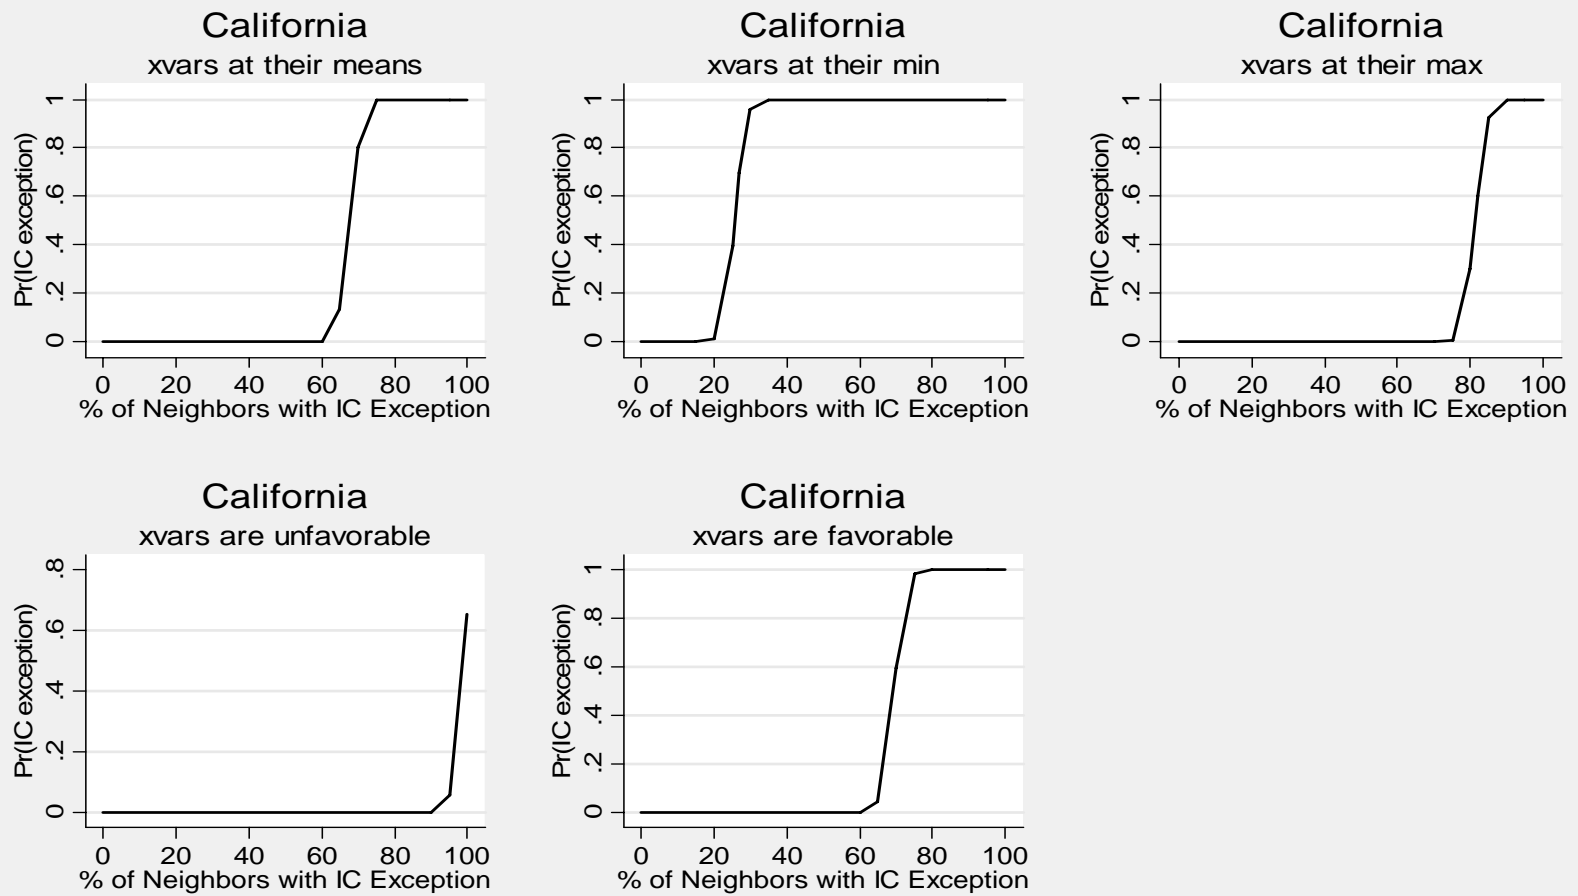 California
xvars at their means
Pr(IC exception)
1
.8
.6
.4
.2
0
0 20 40 60 80 100
% of Neighbors with IC Exception
California
xvars at their min
Pr(IC exception)
1
.8
.6
.4
.2
0
0 20 40 60 80 100
% of Neighbors with IC Exception
California
xvars at their max
Pr(IC exception)
1
.8
.6
.4
.2
0
0 20 40 60 80 100
% of Neighbors with IC Exception
California
xvars are unfavorable
Pr(IC exception)
.8
.6
.4
.2
0
0 20 40 60 80 100
% of Neighbors with IC Exception
California
xvars are favorable
Pr(IC exception)
1
.8
.6
.4
.2
0
0 20 40 60 80 100
% of Neighbors with IC Exception